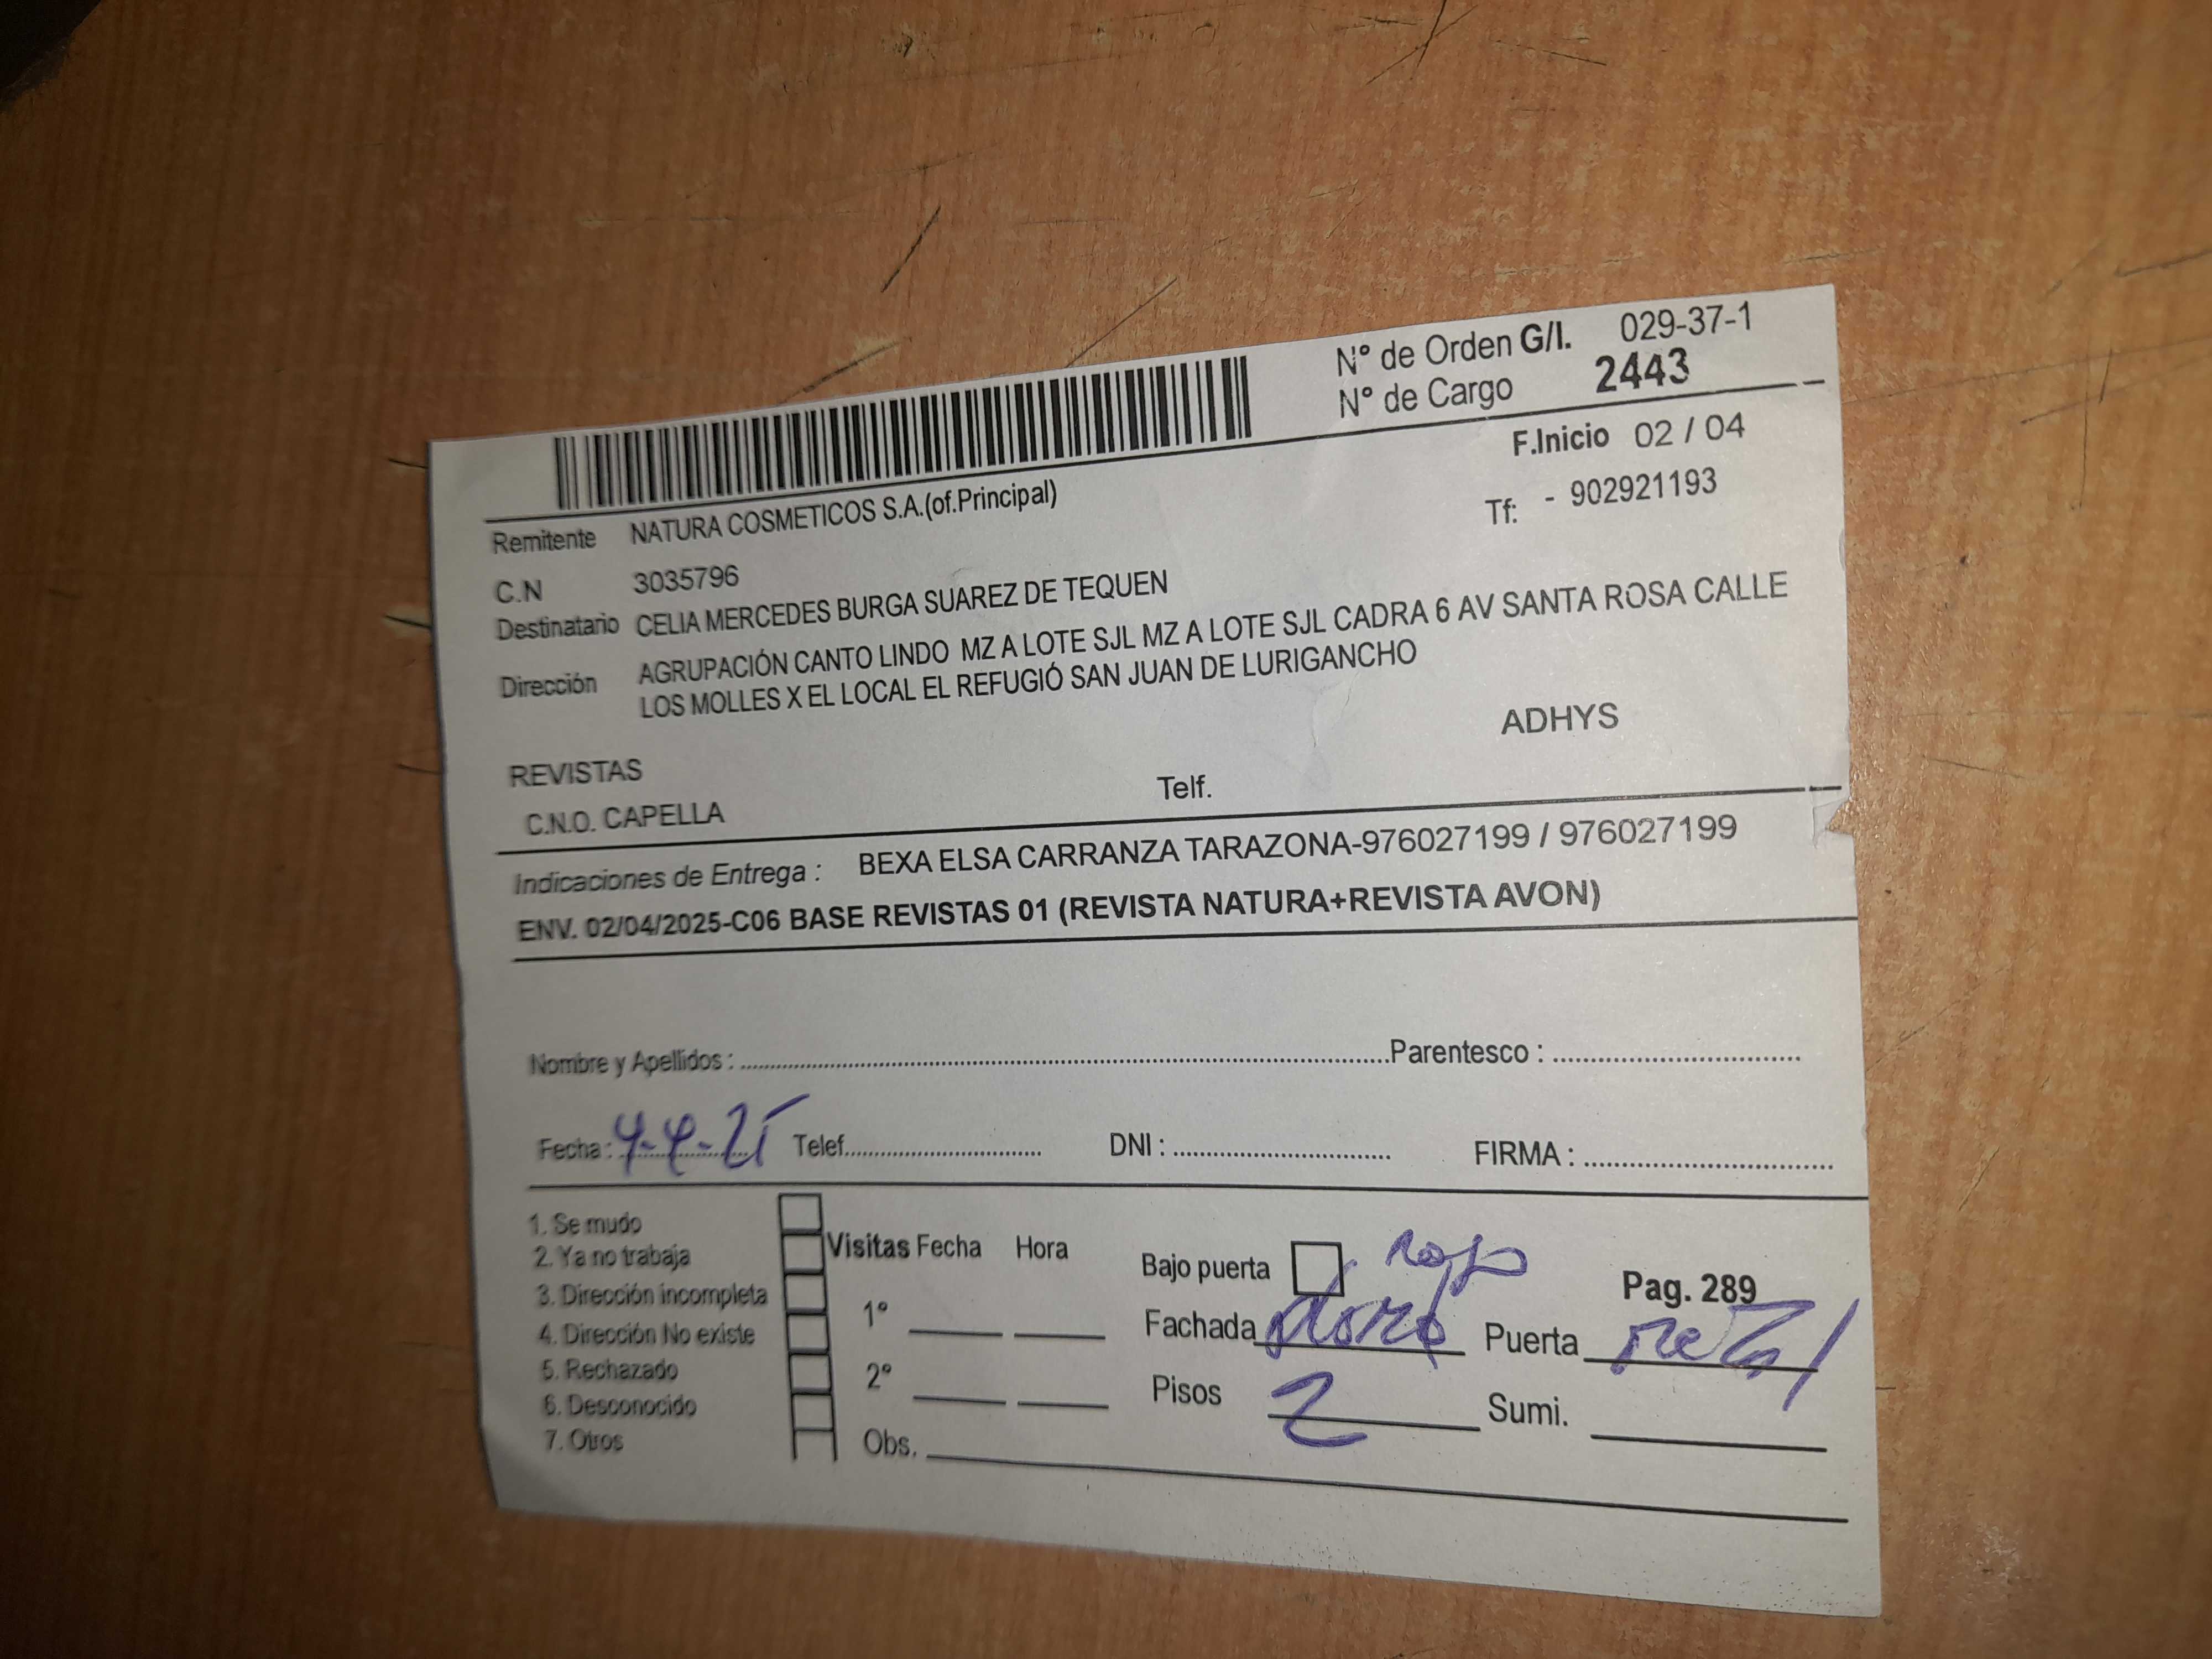 N° de Orden G/I. 029-37-1
N° de Cargo 2443
F.Inicio 02 / 04
Remitente NATURA COSMETICOS S.A.(of.Principal) Tf: - 902921193
C.N 3035796
Destinatario CELIA MERCEDES BURGA SUAREZ DE TEQUEN
Dirección AGRUPACIÓN CANTO LINDO MZ A LOTE SJL MZ A LOTE SJL CADRA 6 AV SANTA ROSA CALLE
LOS MOLLES X EL LOCAL EL REFUGIÓ SAN JUAN DE LURIGANCHO
ADHYS
REVISTAS
C.N.O. CAPELLA Telf.
Indicaciones de Entrega : BEXA ELSA CARRANZA TARAZONA-976027199 / 976027199
ENV. 02/04/2025-C06 BASE REVISTAS 01 (REVISTA NATURA+REVISTA AVON)
Nombre y Apellidos : Parentesco :
Fecha: 4-4-25 Telef. DNI : FIRMA :
1. Se mudo
2. Ya no trabaja
3. Dirección incompleta
4. Dirección No existe
5. Rechazado
6. Desconocido
7. Otros
Visitas Fecha Hora
1°
2°
Obs.
Bajo puerta rojo Pag. 289
Fachada Puerta metal
Pisos 2 Sumi.